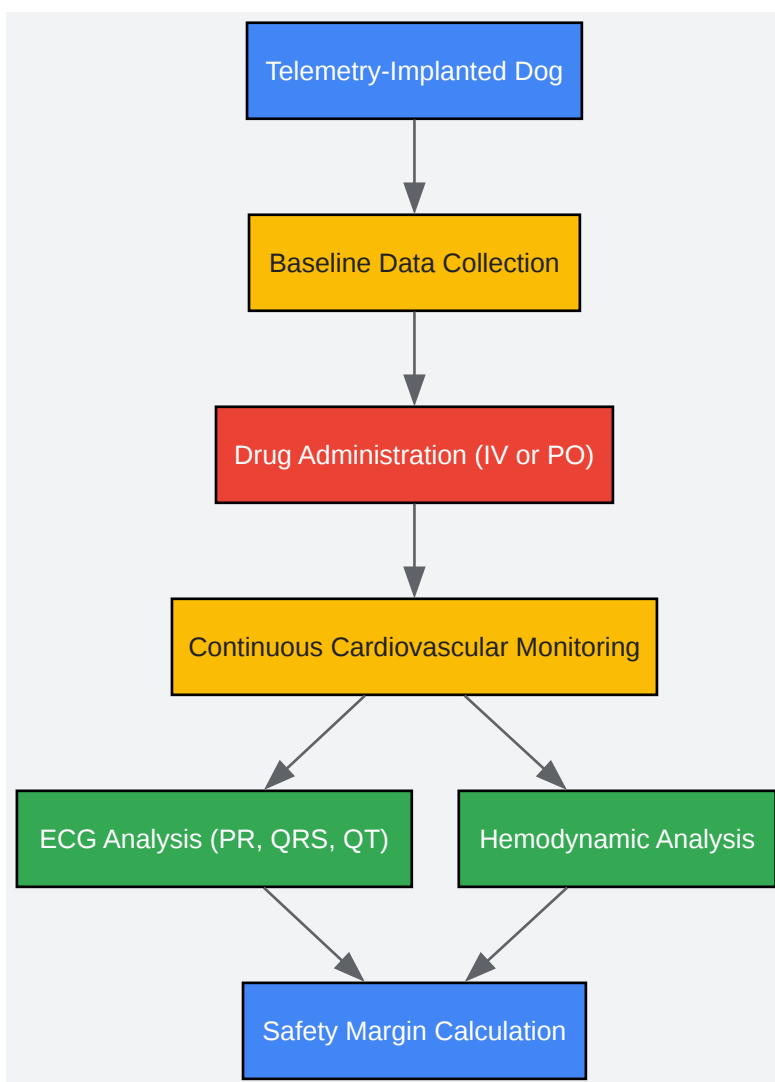 Telemetry-Implanted Dog
Baseline Data Collection
Drug Administration (IV or PO)
Continuous Cardiovascular Monitoring
ECG Analysis (PR, QRS, QT)
Hemodynamic Analysis
Safety Margin Calculation